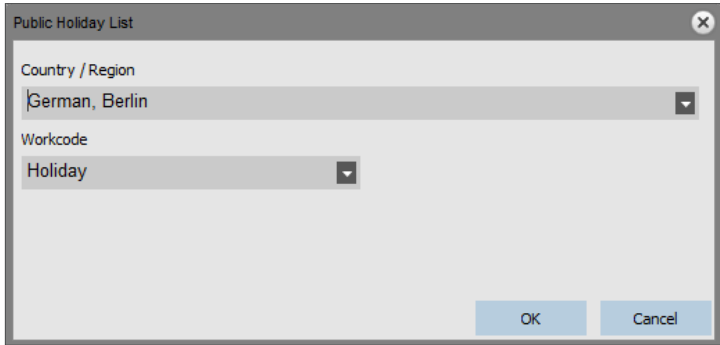 Public Holiday List
Country / Region
German, Berlin
Workcode
Holiday
OK Cancel